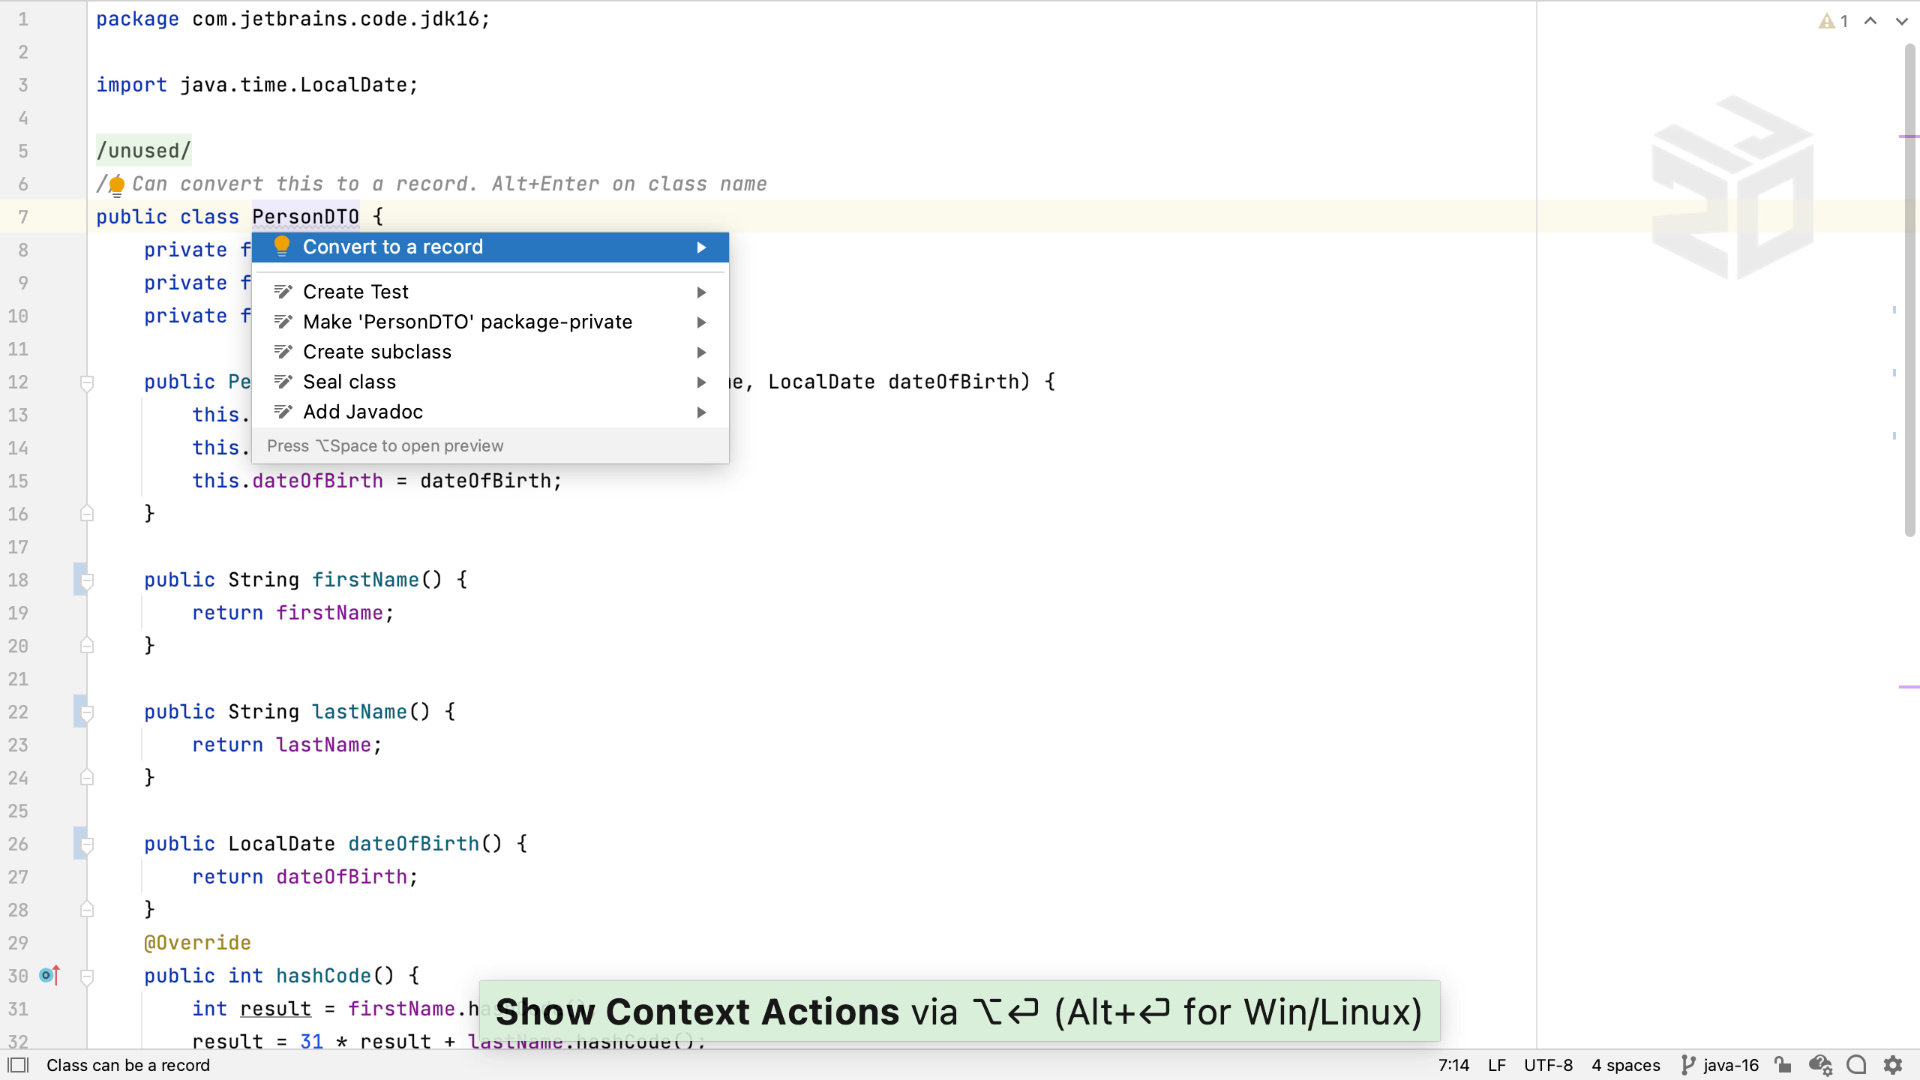 1 package com.jetbrains.code.jdk16;
2
3 import java.time.LocalDate;
4
5 /unused/
6 // Can convert this to a record. Alt+Enter on class name
7 public class PersonDTO {
8 private f
9 private f
10 private f
11
12 public Pe e, LocalDate dateOfBirth) {
13 this.
14 this.
15 this.dateOfBirth = dateOfBirth;
16 }
17
18 public String firstName() {
19 return firstName;
20 }
21
22 public String lastName() {
23 return lastName;
24 }
25
26 public LocalDate dateOfBirth() {
27 return dateOfBirth;
28 }
29 @Override
30 public int hashCode() {
31 int result = firstName.hashCode();
32 result = 31 * result + lastName.hashCode();
Convert to a record
Create Test
Make 'PersonDTO' package-private
Create subclass
Seal class
Add Javadoc
Press ⌥Space to open preview
1
Show Context Actions via ⌥⏎ (Alt+⏎ for Win/Linux)
Class can be a record
7:14 LF UTF-8 4 spaces java-16